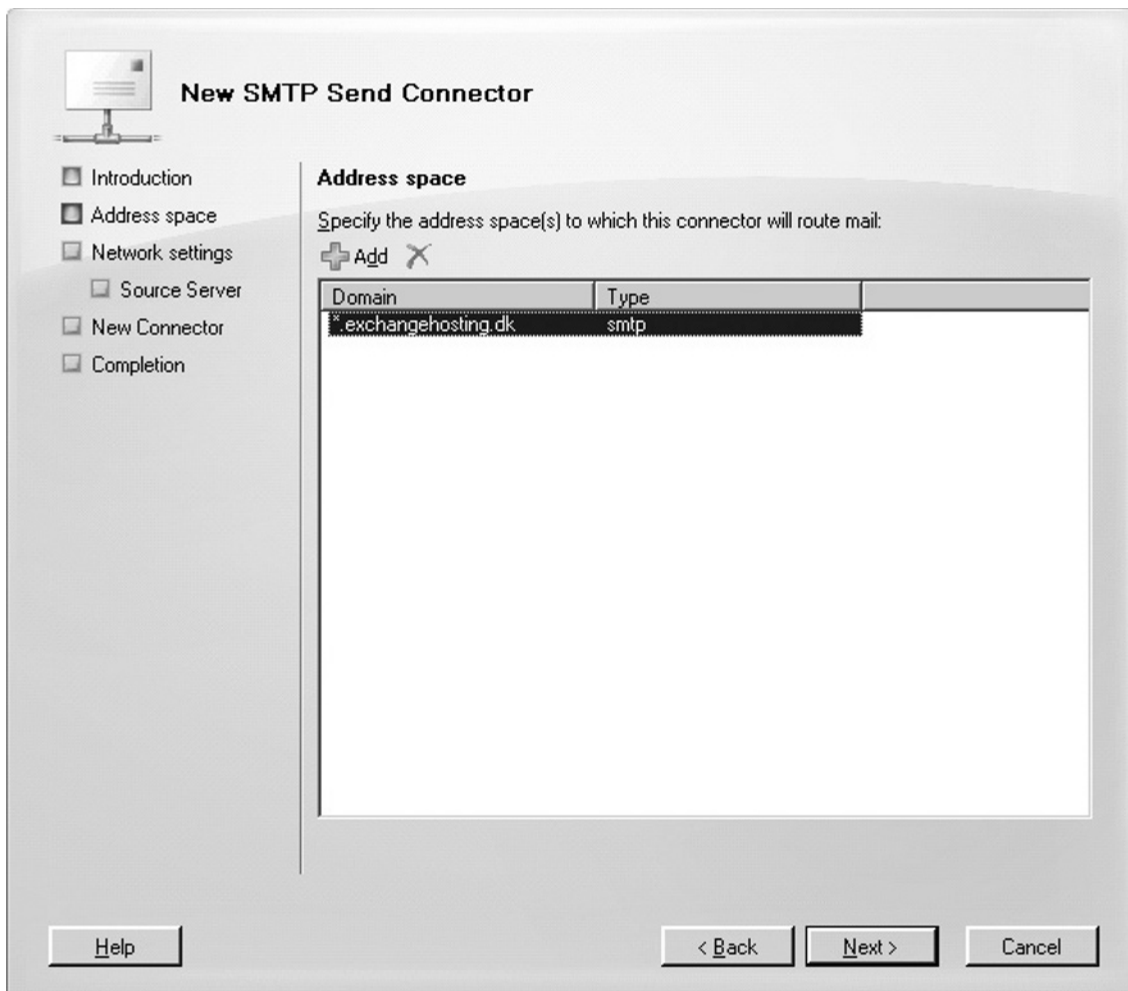 New SMTP Send Connector
Introduction
Address space
Network settings
Source Server
New Connector
Completion
Address space
Specify the address space(s) to which this connector will route mail:
Add
Domain Type
*.exchangehosting.dk smtp
Help < Back Next > Cancel